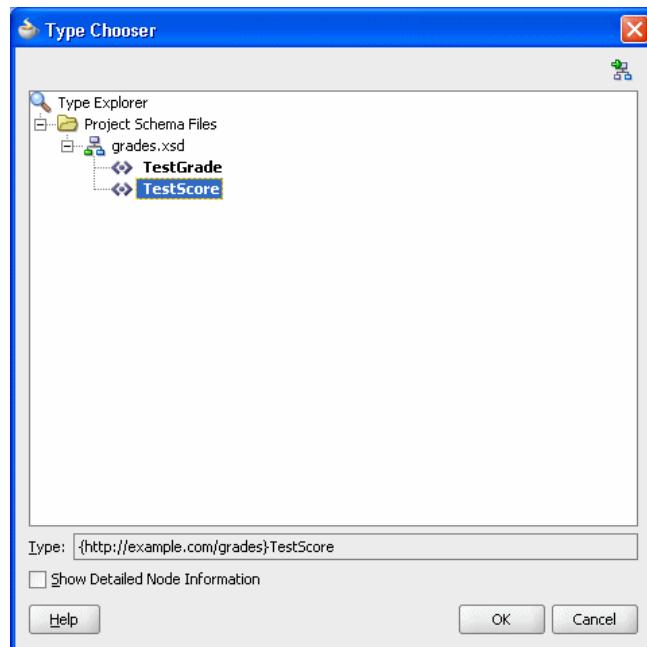 Type Chooser
Type Explorer
Project Schema Files
grades.xsd
TestGrade
TestScore
Type: {http://example.com/grades}TestScore
Show Detailed Node Information
Help OK Cancel